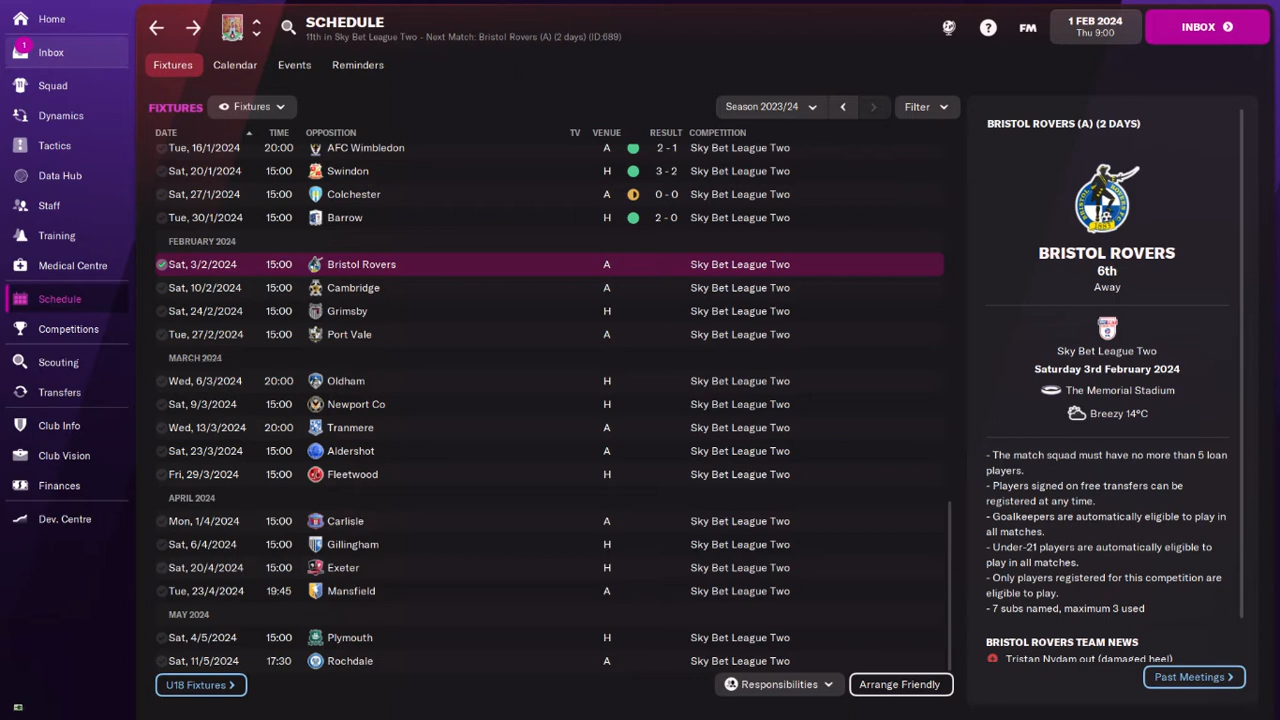 Home
Inbox
1
Squad
Dynamics
Tactics
Data Hub
Staff
Training
Medical Centre
Schedule
Competitions
Scouting
Transfers
Club Info
Club Vision
Finances
Dev. Centre
SCHEDULE
11th in Sky Bet League Two - Next Match: Bristol Rovers (A) (2 days) (ID:689)
FM
1 FEB 2024
Thu 9:00
INBOX
Fixtures Calendar Events Reminders
FIXTURES Fixtures Season 2023/24 Filter
DATE TIME OPPOSITION TV VENUE RESULT COMPETITION
Tue, 16/1/2024 20:00 AFC Wimbledon A 2 - 1 Sky Bet League Two
Sat, 20/1/2024 15:00 Swindon H 3 - 2 Sky Bet League Two
Sat, 27/1/2024 15:00 Colchester A 0 - 0 Sky Bet League Two
Tue, 30/1/2024 15:00 Barrow H 2 - 0 Sky Bet League Two
FEBRUARY 2024
Sat, 3/2/2024 15:00 Bristol Rovers A Sky Bet League Two
Sat, 10/2/2024 15:00 Cambridge A Sky Bet League Two
Sat, 24/2/2024 15:00 Grimsby H Sky Bet League Two
Tue, 27/2/2024 15:00 Port Vale A Sky Bet League Two
MARCH 2024
Wed, 6/3/2024 20:00 Oldham H Sky Bet League Two
Sat, 9/3/2024 15:00 Newport Co H Sky Bet League Two
Wed, 13/3/2024 20:00 Tranmere A Sky Bet League Two
Sat, 23/3/2024 15:00 Aldershot A Sky Bet League Two
Fri, 29/3/2024 15:00 Fleetwood H Sky Bet League Two
APRIL 2024
Mon, 1/4/2024 15:00 Carlisle A Sky Bet League Two
Sat, 6/4/2024 15:00 Gillingham H Sky Bet League Two
Sat, 20/4/2024 15:00 Exeter H Sky Bet League Two
Tue, 23/4/2024 19:45 Mansfield A Sky Bet League Two
MAY 2024
Sat, 4/5/2024 15:00 Plymouth H Sky Bet League Two
Sat, 11/5/2024 17:30 Rochdale A Sky Bet League Two
U18 Fixtures
Responsibilities
Arrange Friendly
BRISTOL ROVERS (A) (2 DAYS)
BRISTOL
ROVERS F.C.
1883
BRISTOL ROVERS
6th
Away
Sky Bet League Two
Saturday 3rd February 2024
The Memorial Stadium
Breezy 14°C
- The match squad must have no more than 5 loan
players.
- Players signed on free transfers can be
registered at any time.
- Goalkeepers are automatically eligible to play in
all matches.
- Under-21 players are automatically eligible to
play in all matches.
- Only players registered for this competition are
eligible to play.
- 7 subs named, maximum 3 used
BRISTOL ROVERS TEAM NEWS
Tristan Nydam out (damaged heel)
Past Meetings